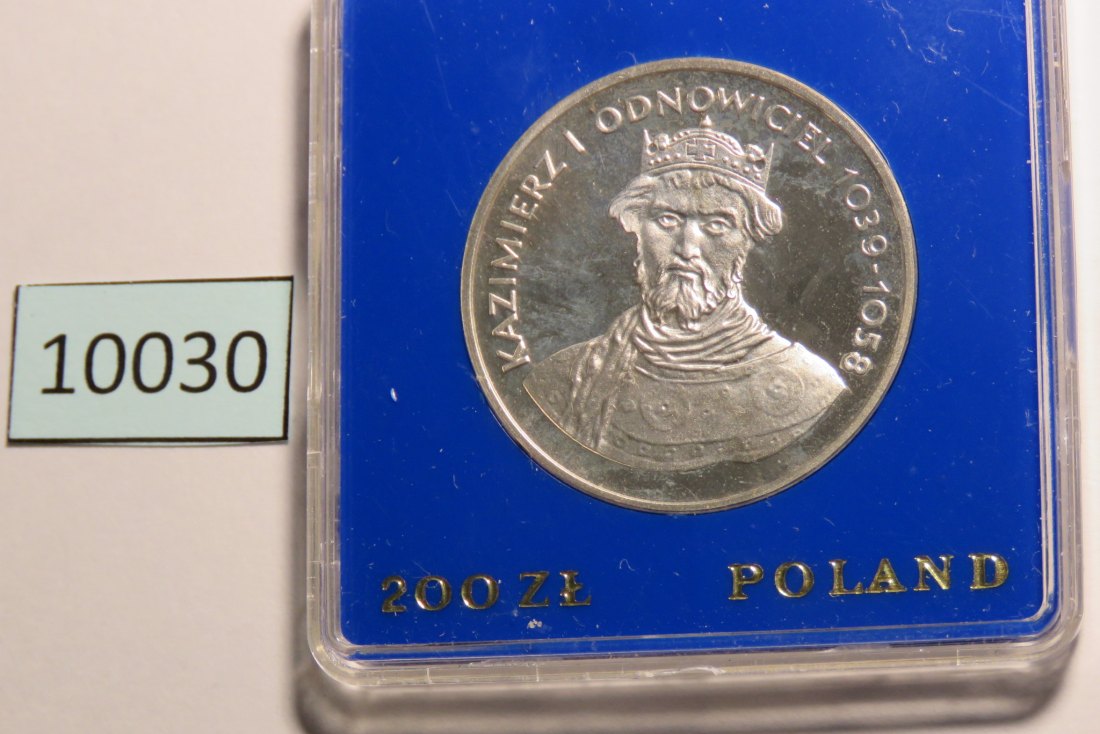 10030
KAZIMIERZ I ODNOWICIEL 1039-1058
200 ZŁ POLAND